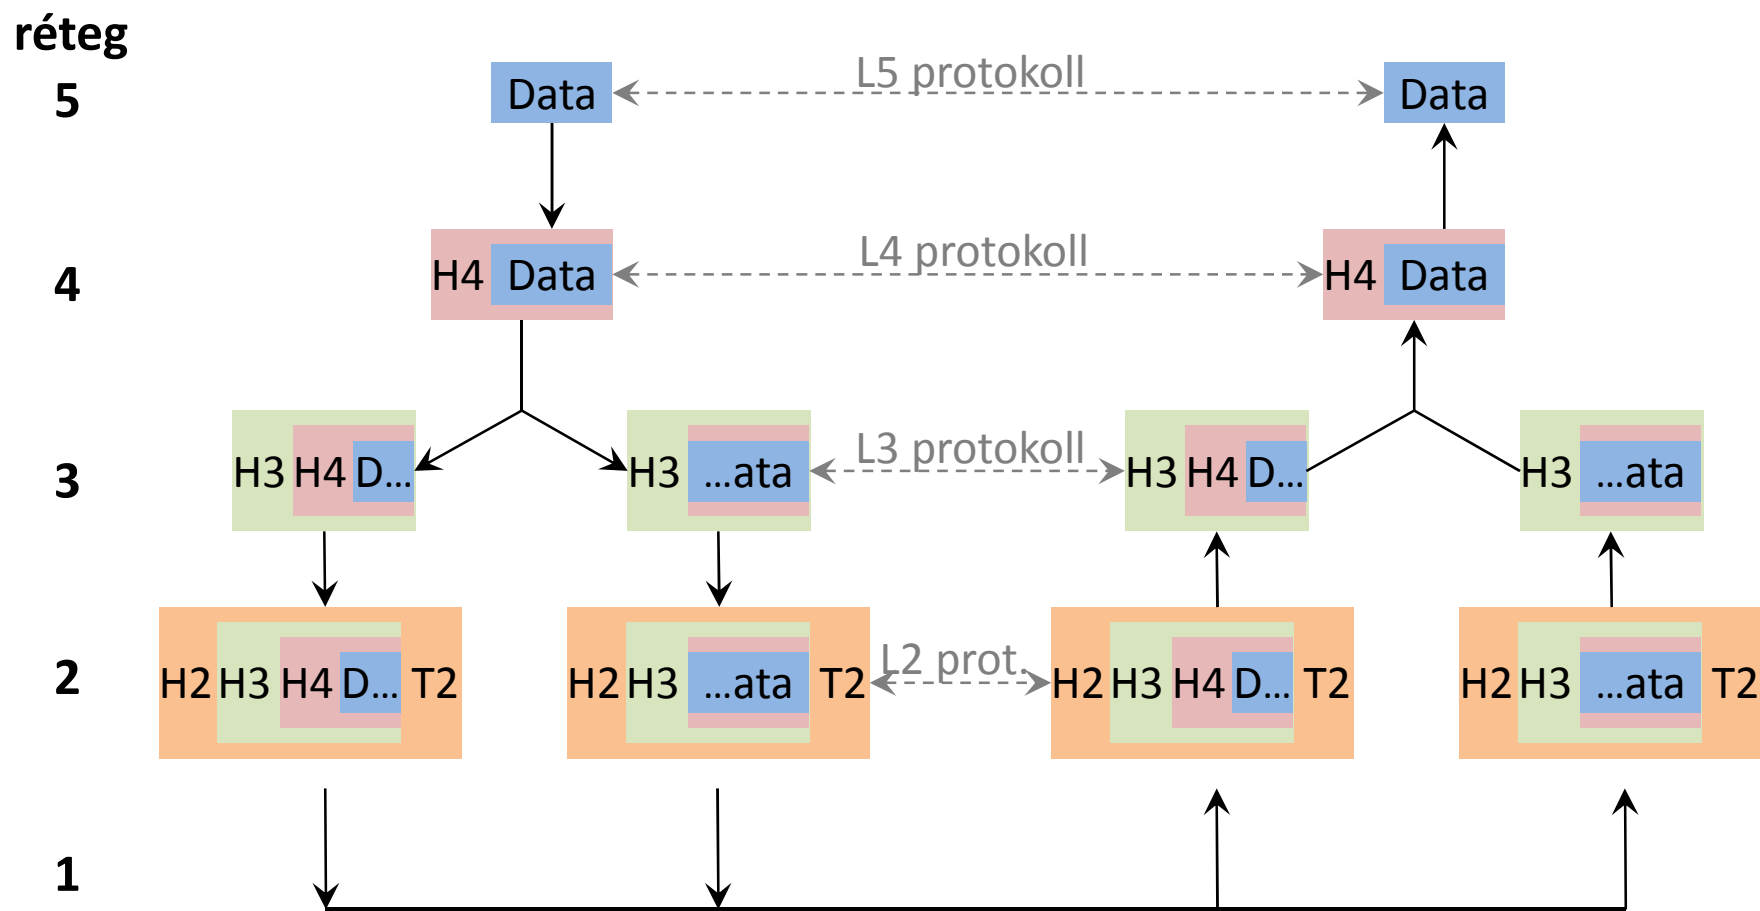 réteg
5 Data L5 protokoll Data
4 H4 Data L4 protokoll H4 Data
3 H3 H4 D... H3 ...ata L3 protokoll H3 H4 D... H3 ...ata
2 H2 H3 H4 D... T2 H2 H3 ...ata T2 L2 prot. H2 H3 H4 D... T2 H2 H3 ...ata T2
1